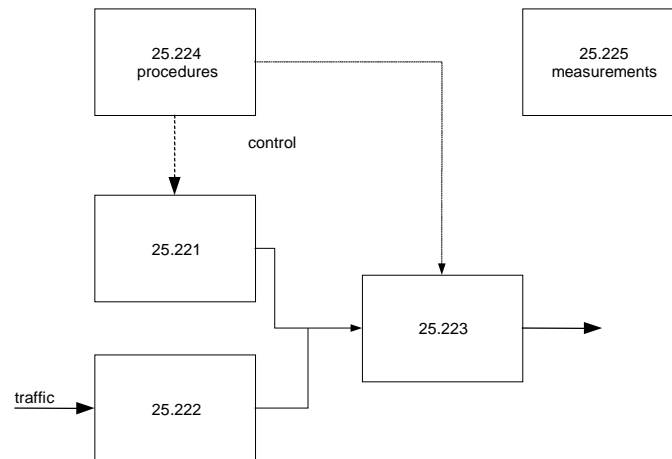 25.224
procedures
25.225
measurements
control
25.221
25.223
traffic
25.222